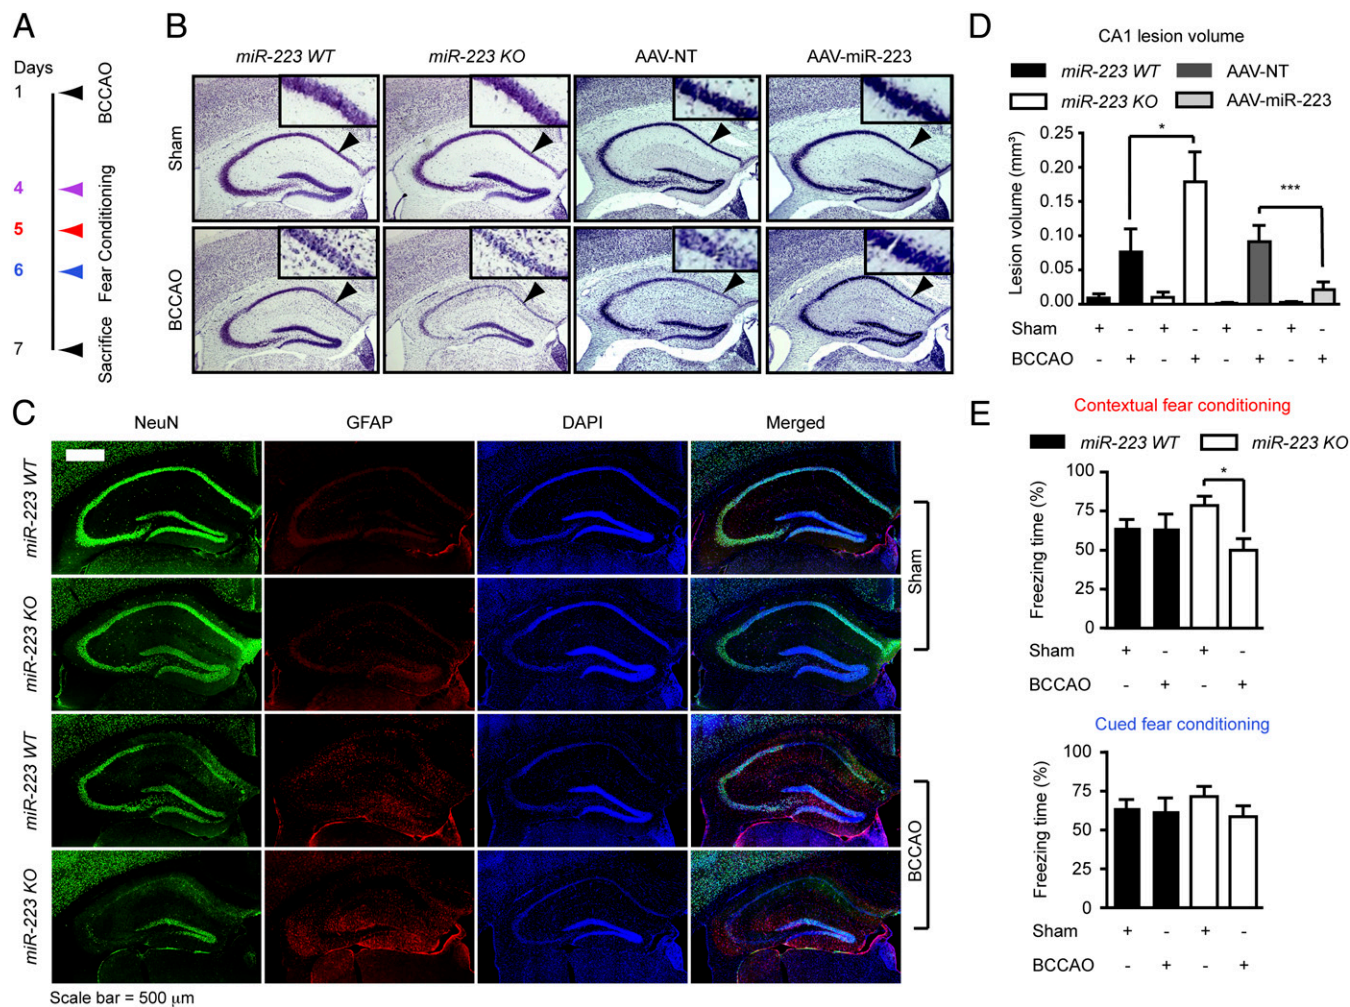 A
Days
1
4
5
6
7
BCCAO
Fear Conditioning
Sacrifice
B
miR-223 WT
miR-223 KO
AAV-NT
AAV-miR-223
Sham
BCCAO
C
NeuN
GFAP
DAPI
Merged
miR-223 WT
miR-223 KO
miR-223 WT
miR-223 KO
Sham
BCCAO
Scale bar = 500 μm
D
CA1 lesion volume
miR-223 WT
AAV-NT
miR-223 KO
AAV-miR-223
Lesion volume (mm³)
0.25
0.20
0.15
0.10
0.05
0.00
*
***
Sham + - + - + - + -
BCCAO - + - + - + - +
E
Contextual fear conditioning
miR-223 WT
miR-223 KO
Freezing time (%)
100
75
50
25
0
*
Sham + - + -
BCCAO - + - +
Cued fear conditioning
Freezing time (%)
100
75
50
25
0
Sham + - + -
BCCAO - + - +